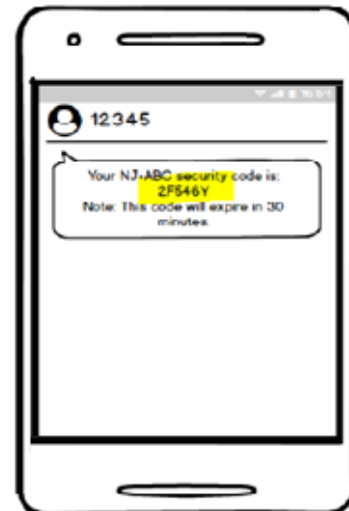 12345
Your NJ-ABC security code is:
2F546Y
Note: This code will expire in 30
minutes